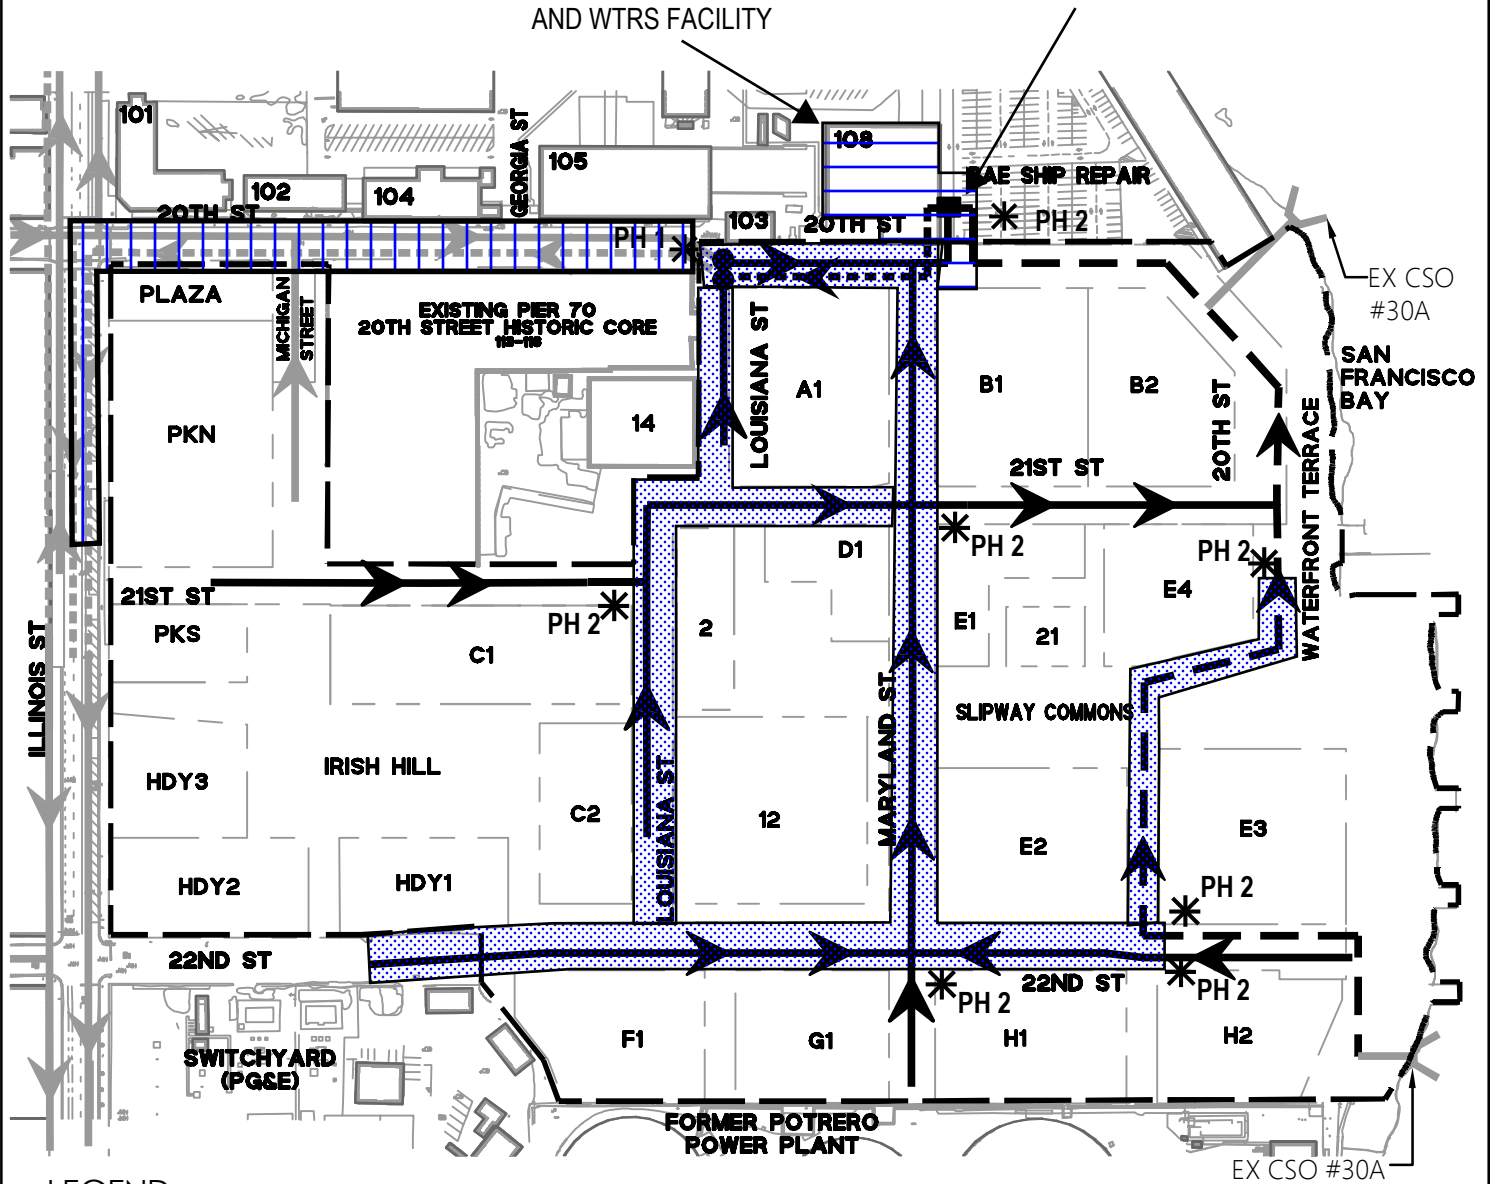 AND WTRS FACILITY
101
102
104
GEORGIA ST
105
108
103
20TH ST
20TH ST
BAE SHIP REPAIR
PH 1
PH 2
PLAZA
MICHIGAN
STREET
EXISTING PIER 70
20TH STREET HISTORIC CORE
EX CSO
#30A
SAN
FRANCISCO
BAY
PKN
14
LOUISIANA ST
A1
B1
B2
20TH ST
WATERFRONT TERRACE
21ST ST
D1
PH 2
PH 2
21ST ST
PKS
C1
PH 2
2
E1
21
E4
ILLINOIS ST
IRISH HILL
HDY3
SLIPWAY COMMONS
MARYLAND ST
LOUISIANA ST
C2
12
E2
E3
HDY2
HDY1
PH 2
22ND ST
22ND ST
PH 2
PH 2
F1
G1
H1
H2
SWITCHYARD
(PG&E)
FORMER POTRERO
POWER PLANT
EX CSO #30A
LEGEND